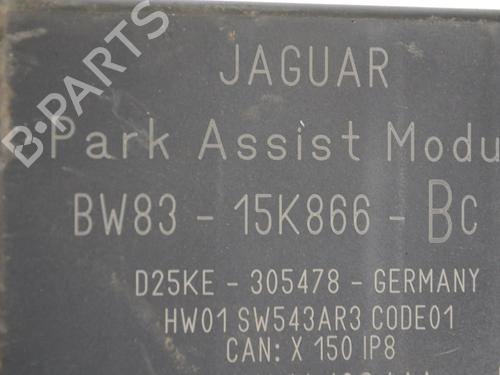 B-PARTS
JAGUAR
Park Assist Modu
BW83 - 15K866 - BC
D25KE - 305478 - GERMANY
HW01 SW543AR3 CODE01
CAN: X 150 IP8